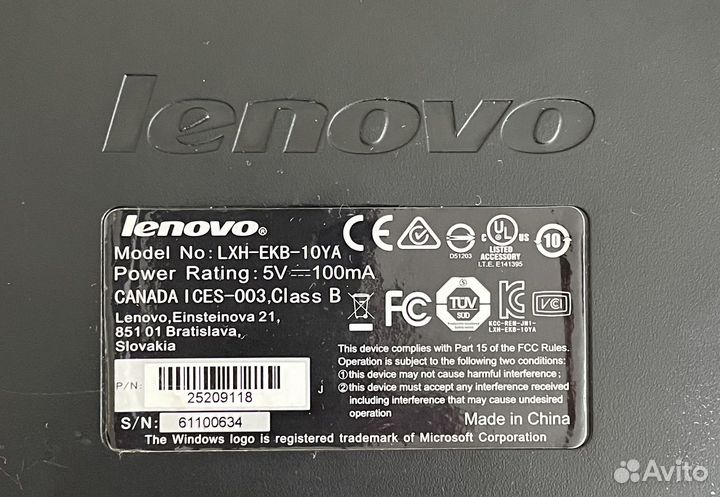 lenovo
lenovo®
Model No: LXH-EKB-10YA
Power Rating: 5V⎓100mA
CANADA ICES-003, Class B
Lenovo, Einsteinova 21,
851 01 Bratislava,
Slovakia
P/N:
25209118
J
S/N: 61100634
CE
D51203
C UL US
LISTED
ACCESSORY
I.T.E. E141395
10
FC
TÜV
SUD
KC
VCI
KCC-REM-JM1-
LXH-EKB-10YA
This device complies with Part 15 of the FCC Rules.
Operation is subject to the following two conditions:
①this device may not cause harmful interference;
②this device must accept any interference received
including interference that may cause undesired
operation
Made in China
The Windows logo is registered trademark of Microsoft Corporation
Avito